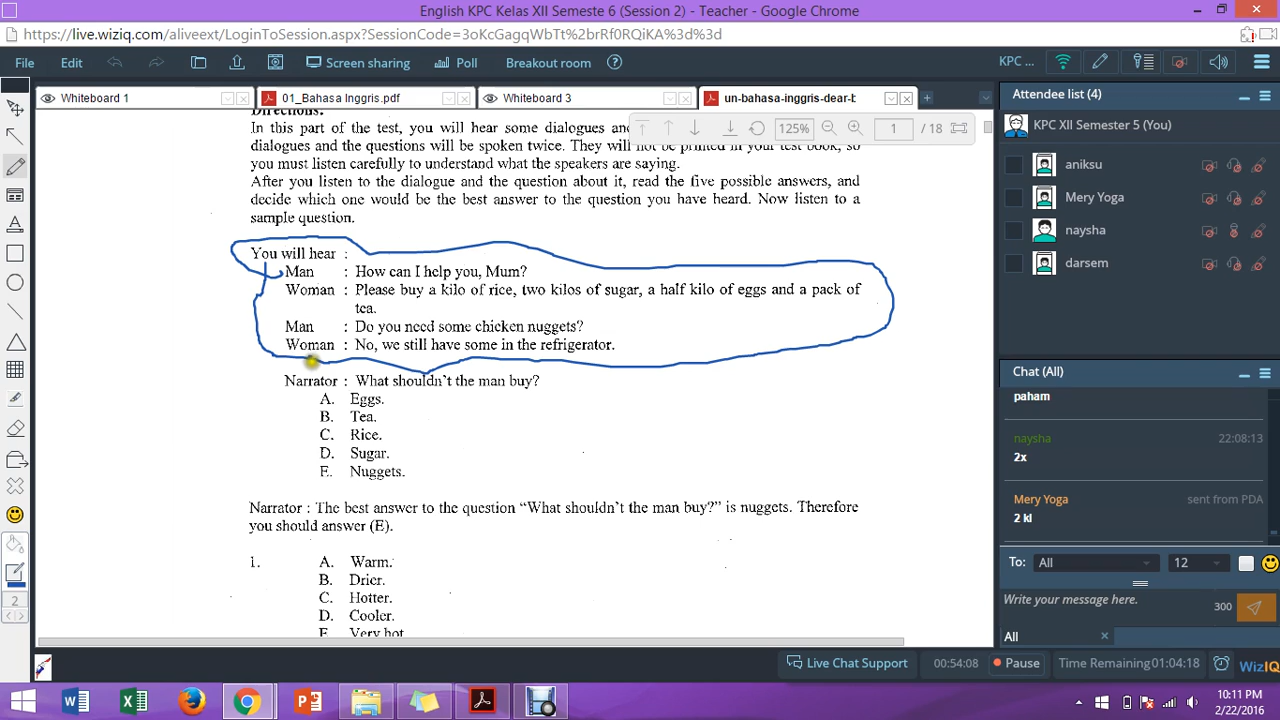 English KPC Kelas XII Semeste 6 (Session 2) - Teacher - Google Chrome
https://live.wiziq.com/aliveext/LoginToSession.aspx?SessionCode=3oKcGagqWbTt%2brRf0RQiKA%3d%3d
File Edit Screen sharing Poll Breakout room ? KPC ...
Whiteboard 1 01_Bahasa Inggris.pdf Whiteboard 3 un-bahasa-inggris-dear-b
Attendee list (4)
125% 1 / 18
KPC XII Semester 5 (You)
aniksu
Mery Yoga
naysha
darsem
Directions:
In this part of the test, you will hear some dialogues and
dialogues and the questions will be spoken twice. They will not be printed in your test book, so
you must listen carefully to understand what the speakers are saying.
After you listen to the dialogue and the question about it, read the five possible answers, and
decide which one would be the best answer to the question you have heard. Now listen to a
sample question.
You will hear :
Man : How can I help you, Mum?
Woman : Please buy a kilo of rice, two kilos of sugar, a half kilo of eggs and a pack of
tea.
Man : Do you need some chicken nuggets?
Woman : No, we still have some in the refrigerator.
Narrator : What shouldn't the man buy?
A. Eggs.
B. Tea.
C. Rice.
D. Sugar.
E. Nuggets.
Narrator : The best answer to the question “What shouldn't the man buy?” is nuggets. Therefore
you should answer (E).
1. A. Warm.
B. Drier.
C. Hotter.
D. Cooler.
E. Very hot
Chat (All)
paham
naysha 22:08:13
2x
Mery Yoga sent from PDA
2 kl
To: All 12
Write your message here. 300
All
2
Live Chat Support 00:54:08 Pause Time Remaining 01:04:18 WizIQ
10:11 PM
2/22/2016